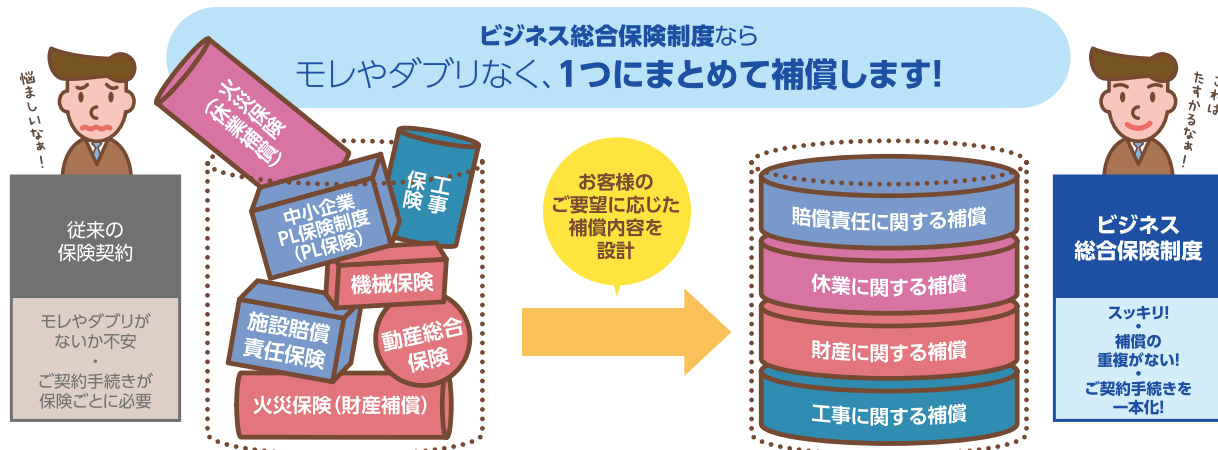 ビジネス総合保険制度なら
モレやダブりなく、1つにまとめて補償します!
悩ましいなぁ!
従来の
保険契約
モレやダブりが
ないか不安
・
ご契約手続きが
保険ごとに必要
火災保険
(休業補償)
工事
保険
中小企業
PL保険制度
(PL保険)
機械保険
施設賠償
責任保険
動産総合
保険
火災保険(財産補償)
お客様の
ご要望に応じた
補償内容を
設計
賠償責任に関する補償
休業に関する補償
財産に関する補償
工事に関する補償
これは
たすかるなぁ!
ビジネス
総合保険制度
スッキリ!
・
補償の
重複がない!
・
ご契約手続きを
一本化!